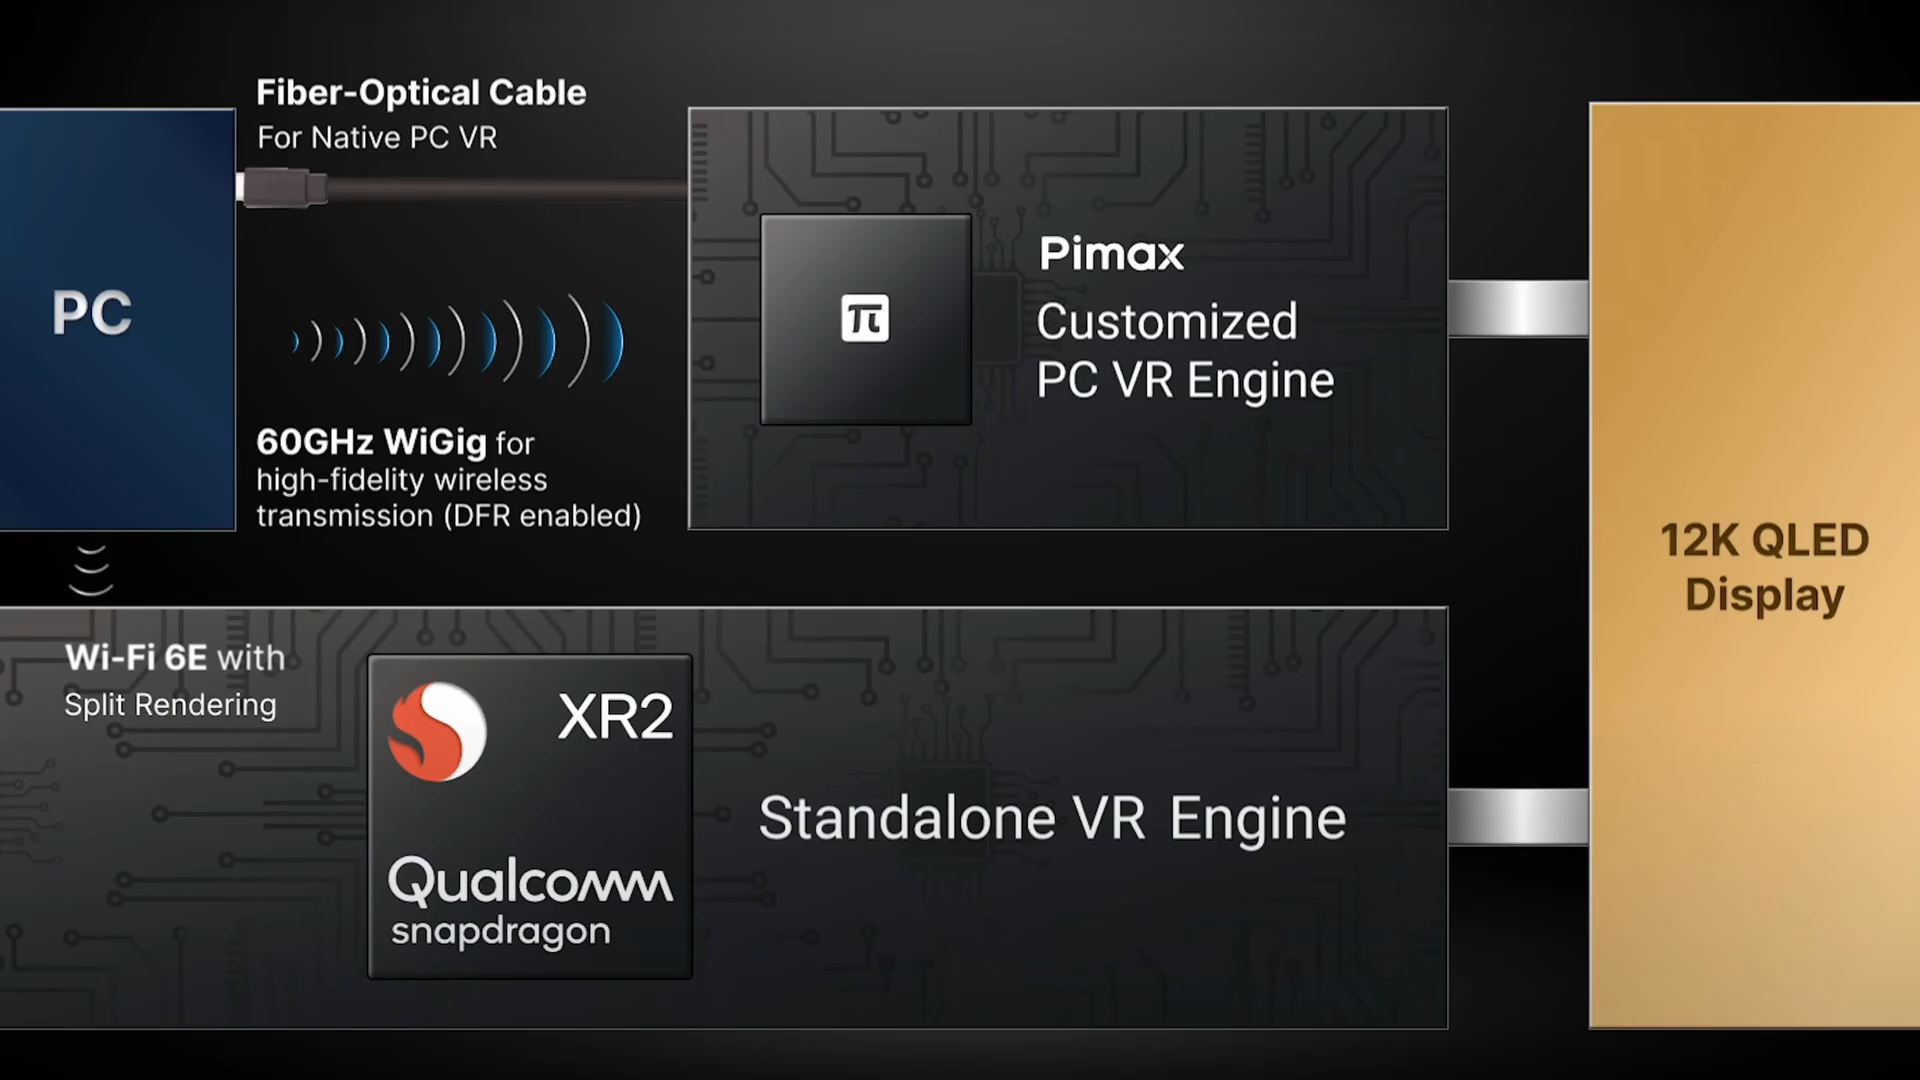 Fiber-Optical Cable
For Native PC VR
PC
60GHz WiGig for
high-fidelity wireless
transmission (DFR enabled)
π
Pimax
Customized
PC VR Engine
12K QLED
Display
Wi-Fi 6E with
Split Rendering
XR2
Qualcomm
snapdragon
Standalone VR Engine